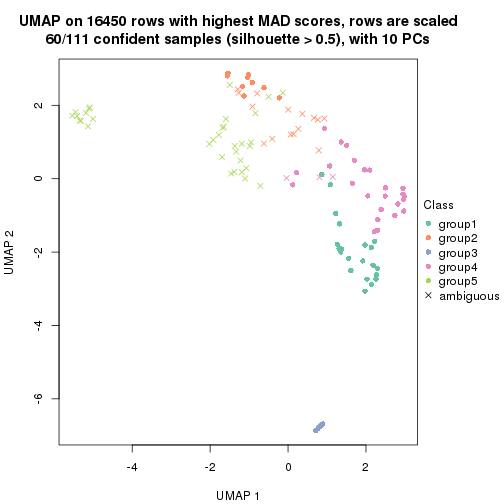 UMAP on 16450 rows with highest MAD scores, rows are scaled
60/111 confident samples (silhouette > 0.5), with 10 PCs
2
0
-2
-4
-6
UMAP 2
-4
-2
0
2
UMAP 1
Class
group1
group2
group3
group4
group5
ambiguous